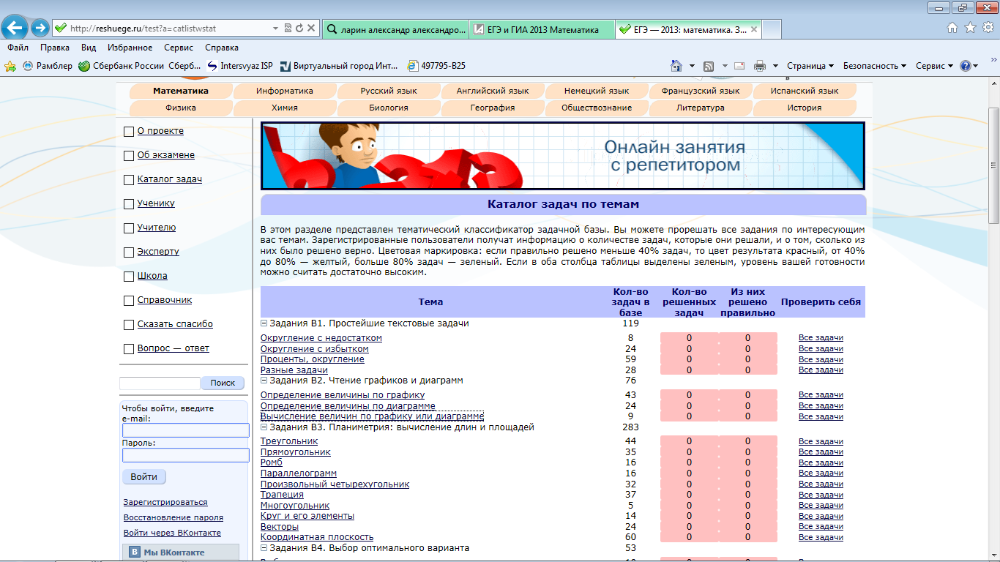 http://reshuege.ru/test?a=catlistwstat
ларин александр александро...
ЕГЭ и ГИА 2013 Математика
ЕГЭ — 2013: математика. З...
Файл Правка Вид Избранное Сервис Справка
Рамблер Сбербанк России Сберб... Intersvyaz ISP Виртуальный город Инт... 497795-B25 Страница Безопасность Сервис
Математика Информатика Русский язык Английский язык Немецкий язык Французский язык Испанский язык
Физика Химия Биология География Обществознание Литература История
О проекте
Об экзамене
Каталог задач
Ученику
Учителю
Эксперту
Школа
Справочник
Сказать спасибо
Вопрос — ответ
Поиск
Чтобы войти, введите
e-mail:
Пароль:
Войти
Зарегистрироваться
Восстановление пароля
Войти через ВКонтакте
В Мы ВКонтакте
Онлайн занятия
с репетитором
Каталог задач по темам
В этом разделе представлен тематический классификатор задачной базы. Вы можете прорешать все задания по интересующим
вас темам. Зарегистрированные пользователи получат информацию о количестве задач, которые они решали, и о том, сколько из
них было решено верно. Цветовая маркировка: если правильно решено меньше 40% задач, то цвет результата красный, от 40%
до 80% — желтый, больше 80% задач — зеленый. Если в оба столбца таблицы выделены зеленым, уровень вашей готовности
можно считать достаточно высоким.
Тема Кол-во задач в базе Кол-во решенных задач Из них решено правильно Проверить себя
Задания B1. Простейшие текстовые задачи 119
Округление с недостатком 8 0 0 Все задачи
Округление с избытком 24 0 0 Все задачи
Проценты, округление 59 0 0 Все задачи
Разные задачи 28 0 0 Все задачи
Задания B2. Чтение графиков и диаграмм 76
Определение величины по графику 43 0 0 Все задачи
Определение величины по диаграмме 24 0 0 Все задачи
Вычисление величин по графику или диаграмме 9 0 0 Все задачи
Задания B3. Планиметрия: вычисление длин и площадей 283
Треугольник 44 0 0 Все задачи
Прямоугольник 35 0 0 Все задачи
Ромб 16 0 0 Все задачи
Параллелограмм 16 0 0 Все задачи
Произвольный четырехугольник 32 0 0 Все задачи
Трапеция 37 0 0 Все задачи
Многоугольник 5 0 0 Все задачи
Круг и его элементы 14 0 0 Все задачи
Векторы 24 0 0 Все задачи
Координатная плоскость 60 0 0 Все задачи
Задания B4. Выбор оптимального варианта 53